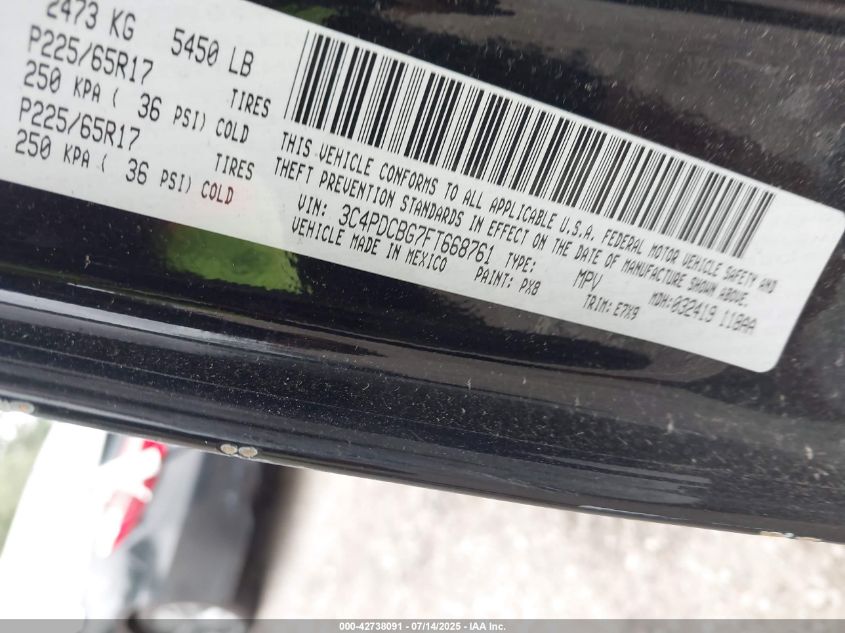 2473 KG 5450 LB
P225/65R17 TIRES
250 KPA ( 36 PSI) COLD
P225/65R17 TIRES
250 KPA ( 36 PSI) COLD
THIS VEHICLE CONFORMS TO ALL APPLICABLE U.S.A. FEDERAL MOTOR VEHICLE SAFETY AND
THEFT PREVENTION STANDARDS IN EFFECT ON THE DATE OF MANUFACTURE SHOWN ABOVE.
VIN: 3C4PDCBG7FT668761 TYPE: MPV
VEHICLE MADE IN MEXICO PAINT: PX8 TRIM: E7X9 MDH:032419 118AA
000-42738091 - 07/14/2025 - IAA Inc.